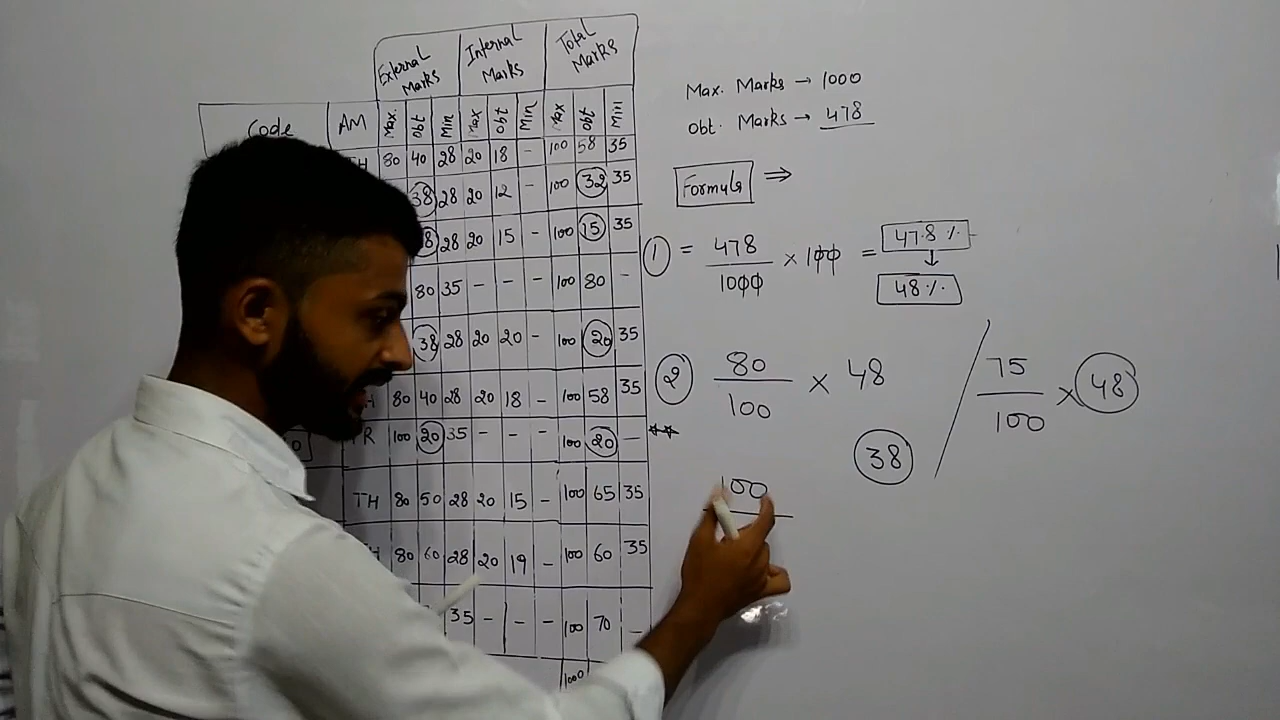 External Marks Internal Marks Total Marks
Code AM Max. obt Min Max obt Min Max obt Min
TH 80 40 28 20 18 - 100 58 35
38 28 20 12 - 100 32 35
8 28 20 15 - 100 15 35
80 35 - - - 100 80 -
38 28 20 20 - 100 20 35
H 80 40 28 20 18 - 100 58 35
0 PR 100 20 35 - - - 100 20 - **
TH 80 50 28 20 15 - 100 65 35
H 80 60 28 20 19 - 100 60 35
35 - - - 100 70 -
1000
Max. Marks → 1000
Obt. Marks → 478
Formula ⇒
1 = 478/1000 × 100 = 47.8 %.
↓
48 %.
2 80/100 × 48 / 75/100 × 48
38
100